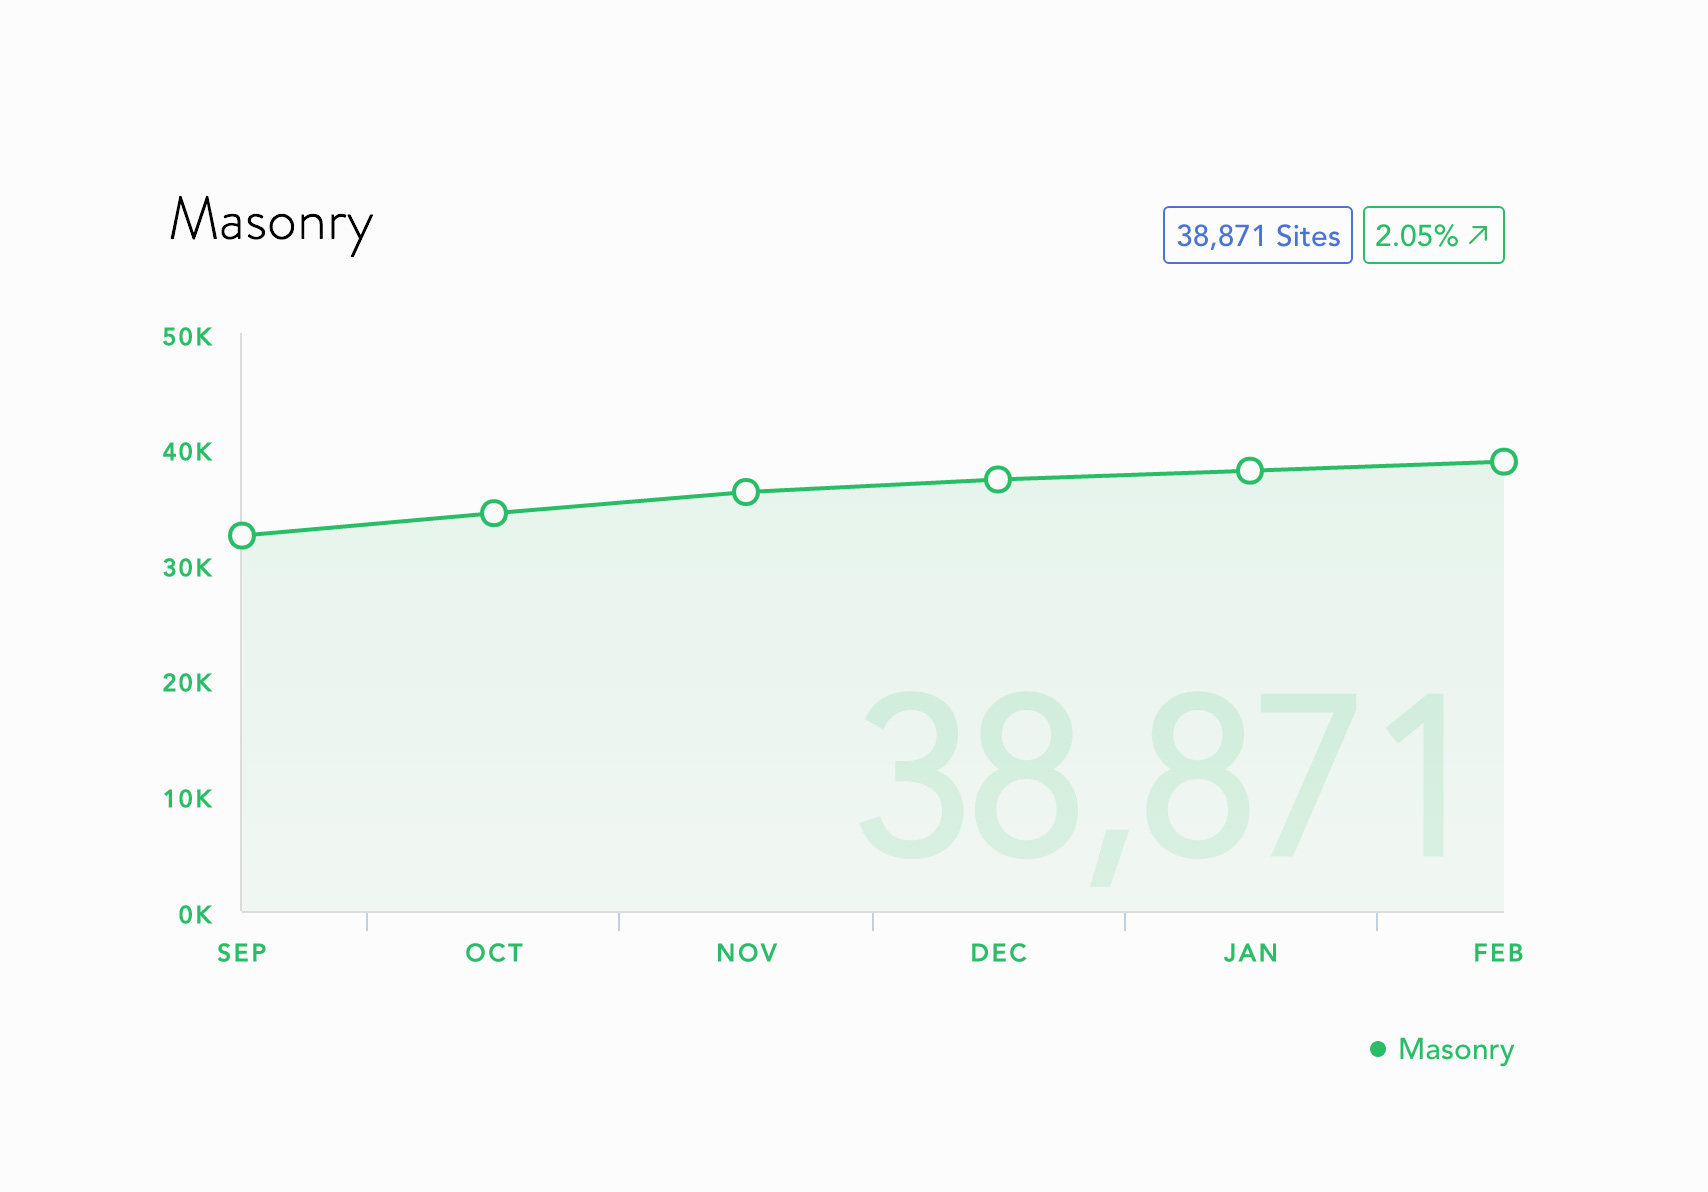 Masonry
38,871 Sites
2.05%
50K
40K
30K
20K
10K
0K
38,871
SEP OCT NOV DEC JAN FEB
Masonry